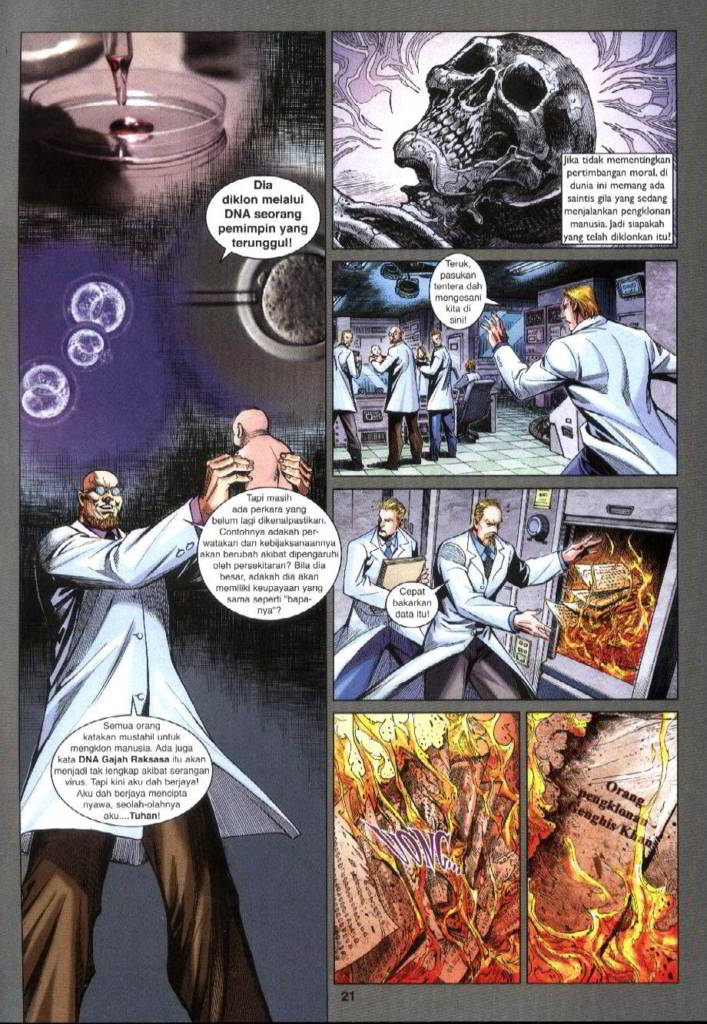 Dia
diklon melalui
DNA seorang
pemimpin yang
terunggul!
Tapi masih
ada perkara yang
belum lagi dikenalpastikan.
Contohnya adakah per-
watakan dan kebijaksanaannya
akan berubah akibat dipengaruhi
oleh persekitaran? Bila dia
besar, adakah dia akan
memiliki keupayaan yang
sama seperti "bapa-
nya"?
Semua orang
katakan mustahil untuk
mengklon manusia. Ada juga
kata DNA Gajah Raksasa itu akan
menjadi tak lengkap akibat serangan
virus. Tapi kini aku dah berjaya!
Aku dah berjaya mencipta
nyawa, seolah-olahnya
aku....Tuhan!
Jika tidak mementingkan
pertimbangan moral, di
dunia ini memang ada
saintis gila yang sedang
menjalankan pengklonan
manusia. Jadi siapakah
yang telah diklonkan itu?
Teruk,
pasukan
tentera dah
mengesani
kita di
sini!
Cepat
bakarkan
data itu!
Orang
pengklonan
Genghis Khan
21